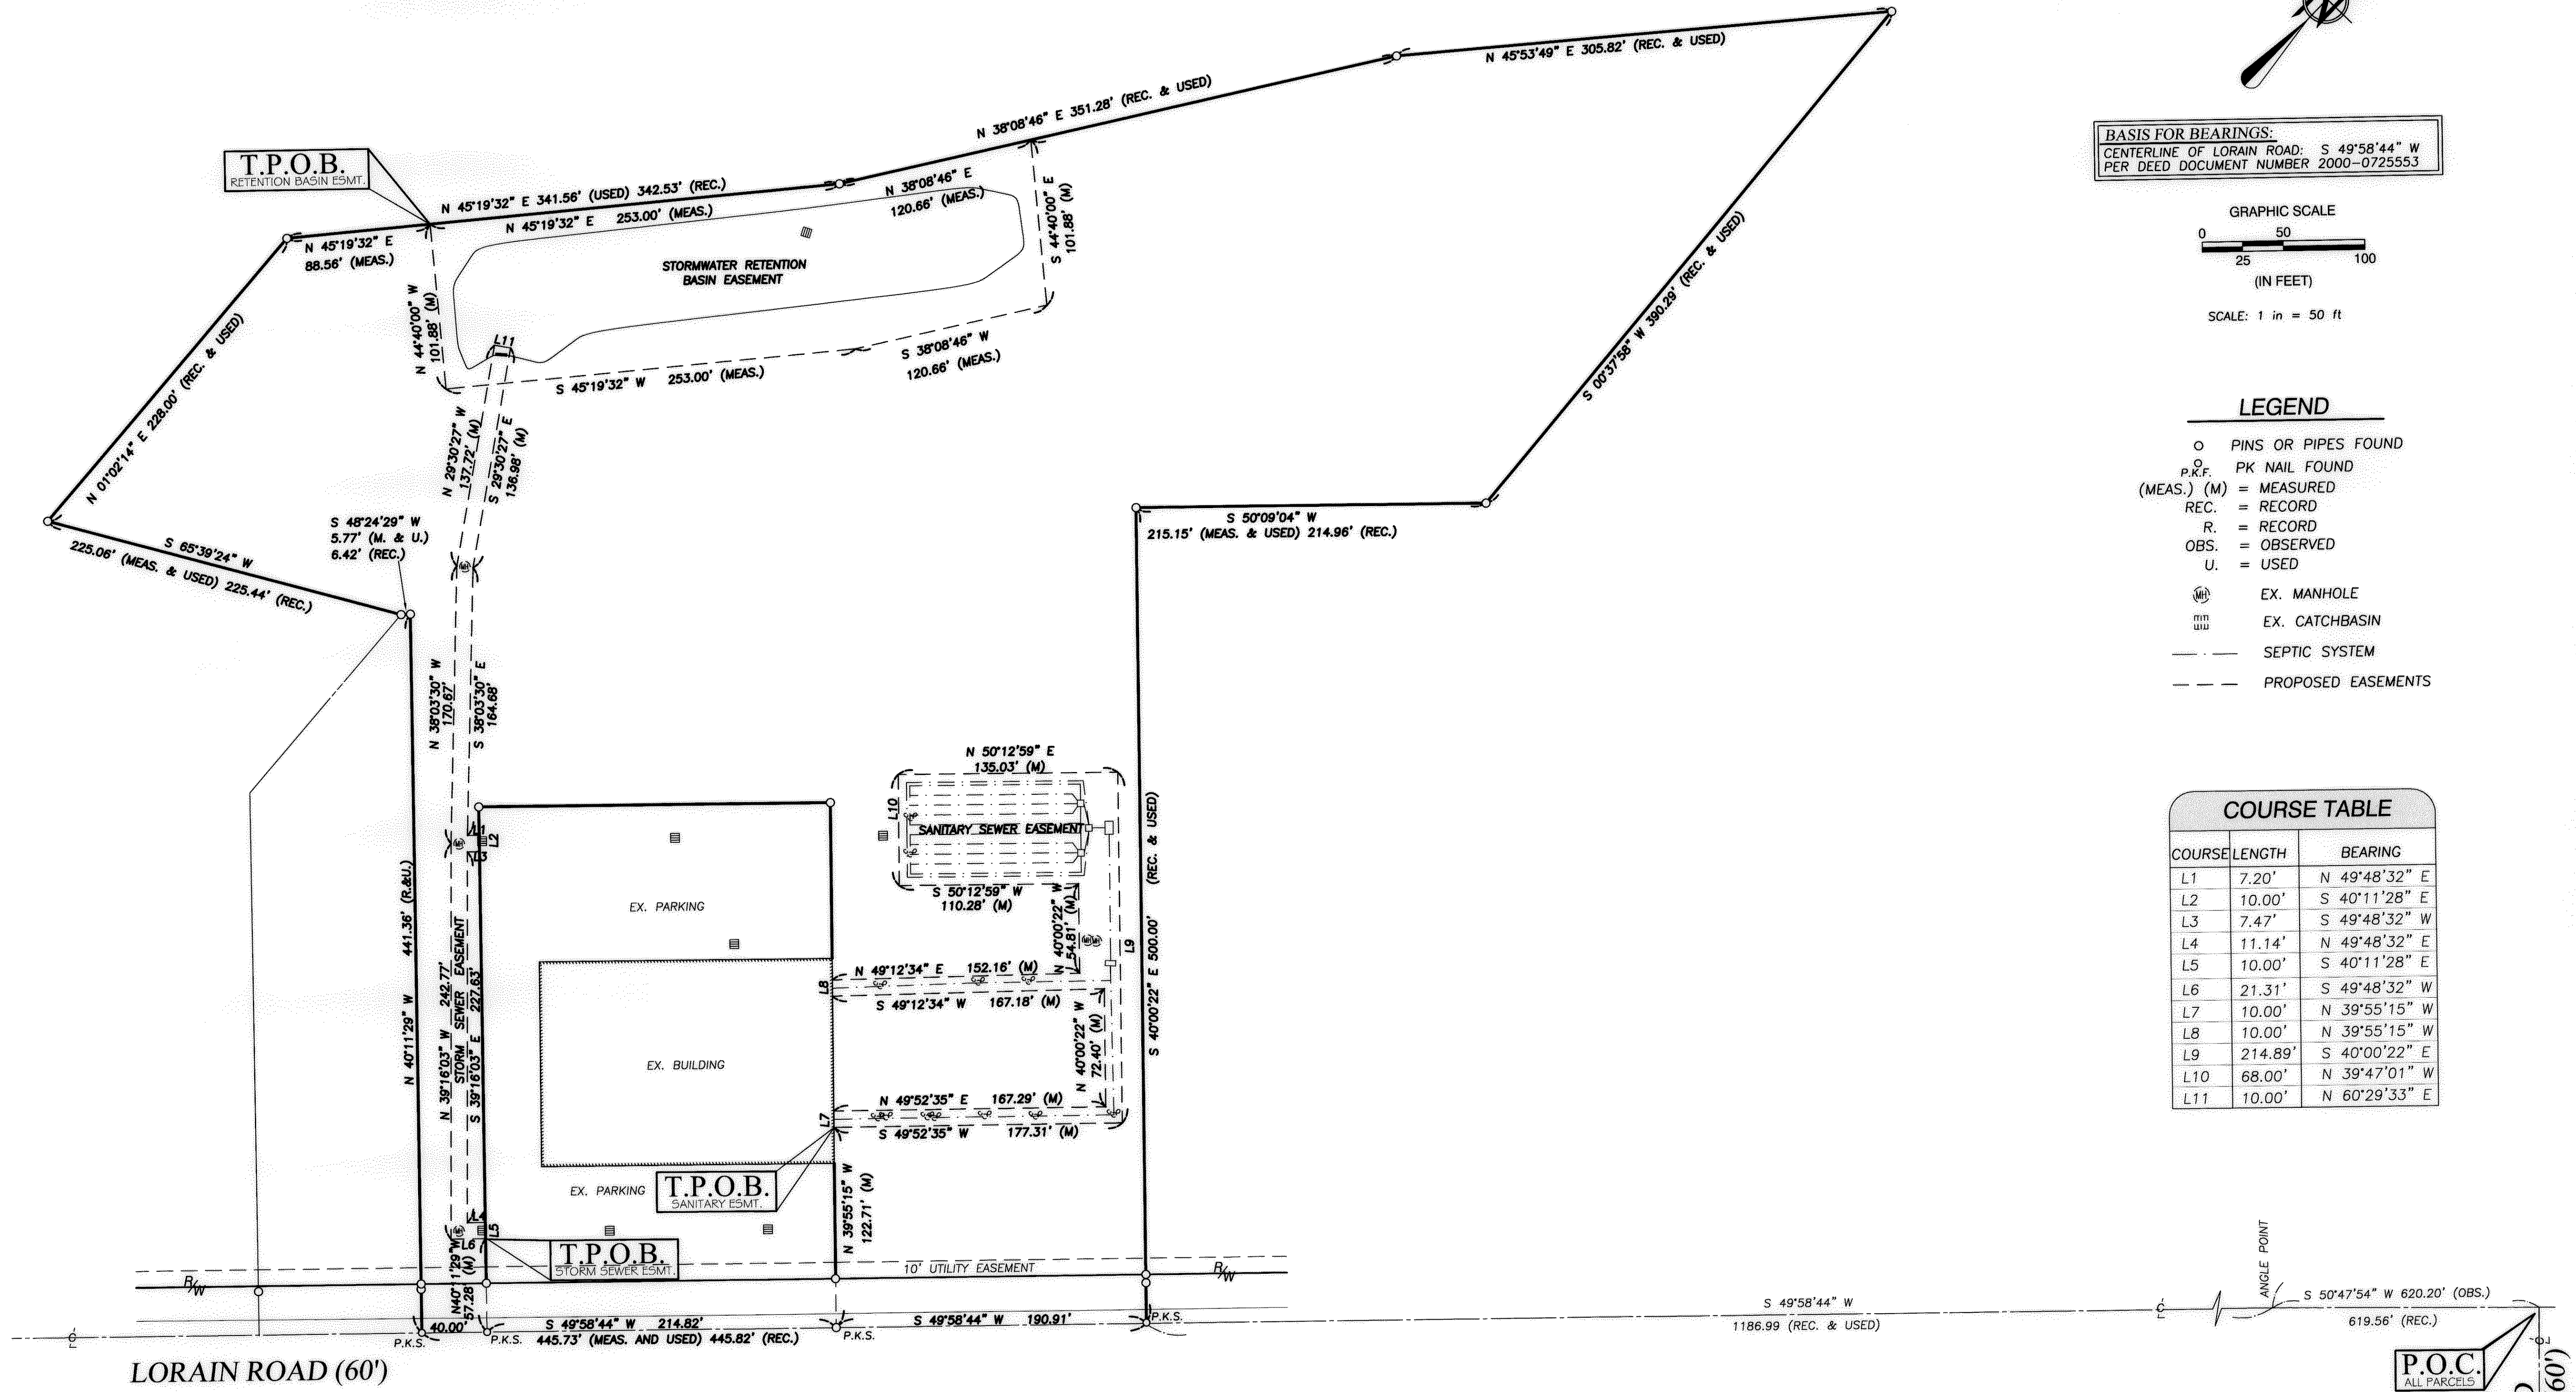 N 45°53'49" E 305.82' (REC. & USED)
N 38°08'46" E 351.28' (REC. & USED)
T.P.O.B.
RETENTION BASIN ESMT.
N 45°19'32" E 341.56' (USED) 342.53' (REC.)
N 45°19'32" E 253.00' (MEAS.)
N 38°08'46" E
120.66' (MEAS.)
S 44°40'00" E
101.88' (M)
N 45°19'32" E
88.56' (MEAS.)
STORMWATER RETENTION
BASIN EASEMENT
N 44°40'00" W
101.88' (M)
L11
S 38°08'46" W
120.66' (MEAS.)
S 45°19'32" W 253.00' (MEAS.)
N 01°02'14" E 228.00' (REC. & USED)
S 00°37'58" W 390.29' (REC. & USED)
N 29°30'27" W
137.72' (M)
S 29°30'27" E
136.98' (M)
S 48°24'29" W
5.77' (M. & U.)
6.42' (REC.)
S 65°39'24" W
225.06' (MEAS. & USED) 225.44' (REC.)
MH
S 50°09'04" W
215.15' (MEAS. & USED) 214.96' (REC.)
N 38°03'30" W
170.67'
S 38°03'30" E
164.68'
N 50°12'59" E
135.03' (M)
L10
SANITARY SEWER EASEMENT
S 50°12'59" W
110.28' (M)
L1
L2
L3
N 40°11'29" W 441.36' (R.&U.)
N 39°16'03" W 242.77'
STORM SEWER EASEMENT
S 39°16'03" E 227.63'
EX. PARKING
EX. BUILDING
EX. PARKING
N 40°00'22" W
54.81' (M)
L9
S 40°00'22" E 500.00' (REC. & USED)
N 49°12'34" E 152.16' (M)
L8
S 49°12'34" W 167.18' (M)
N 40°00'22" W
72.40' (M)
N 49°52'35" E 167.29' (M)
L7
S 49°52'35" W 177.31' (M)
T.P.O.B.
SANITARY ESMT.
N 39°55'15" W
122.71' (M)
L4
L5
L6
T.P.O.B.
STORM SEWER ESMT.
N40°11'29"W
57.28' (M)
10' UTILITY EASEMENT
R/W
R/W
40.00'
S 49°58'44" W 214.82'
S 49°58'44" W 190.91'
P.K.S.
P.K.S.
P.K.S.
P.K.S.
445.73' (MEAS. AND USED) 445.82' (REC.)
S 49°58'44" W
1186.99 (REC. & USED)
ANGLE POINT
S 50°47'54" W 620.20' (OBS.)
619.56' (REC.)
LORAIN ROAD (60')
P.O.C.
ALL PARCELS
60')
N
BASIS FOR BEARINGS:
CENTERLINE OF LORAIN ROAD: S 49°58'44" W
PER DEED DOCUMENT NUMBER 2000-0725553
GRAPHIC SCALE
0 50
25 100
(IN FEET)
SCALE: 1 in = 50 ft
LEGEND
PINS OR PIPES FOUND
P.K.F. PK NAIL FOUND
(MEAS.) (M) = MEASURED
REC. = RECORD
R. = RECORD
OBS. = OBSERVED
U. = USED
MH EX. MANHOLE
EX. CATCHBASIN
SEPTIC SYSTEM
PROPOSED EASEMENTS
COURSE TABLE
COURSE LENGTH BEARING
L1 7.20' N 49°48'32" E
L2 10.00' S 40°11'28" E
L3 7.47' S 49°48'32" W
L4 11.14' N 49°48'32" E
L5 10.00' S 40°11'28" E
L6 21.31' S 49°48'32" W
L7 10.00' N 39°55'15" W
L8 10.00' N 39°55'15" W
L9 214.89' S 40°00'22" E
L10 68.00' N 39°47'01" W
L11 10.00' N 60°29'33" E